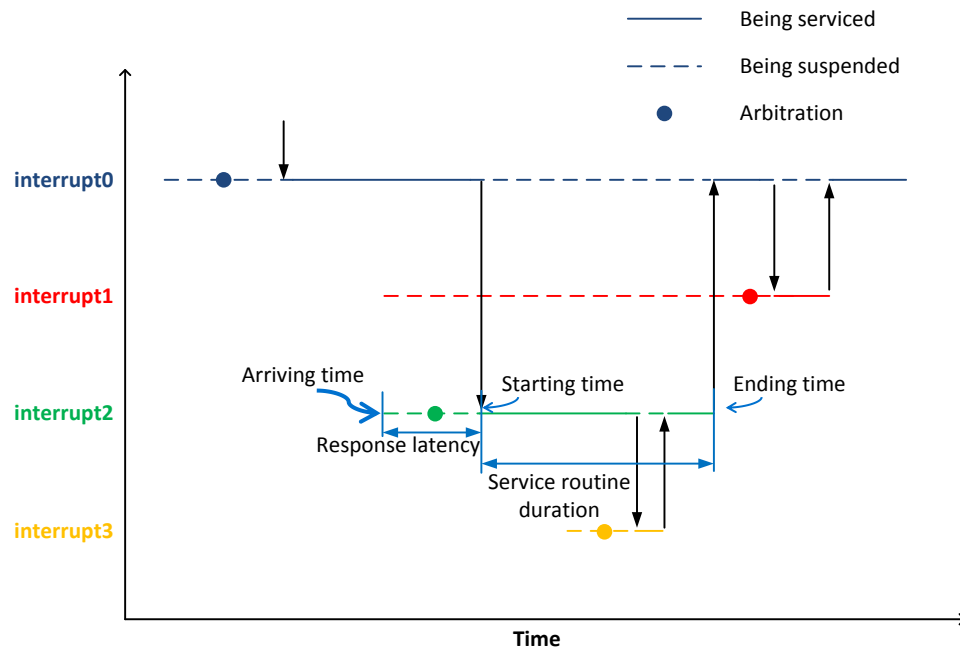 Being serviced
Being suspended
Arbitration
interrupt0
interrupt1
Arriving time
Starting time
Ending time
interrupt2
Response latency
Service routine
duration
interrupt3
Time